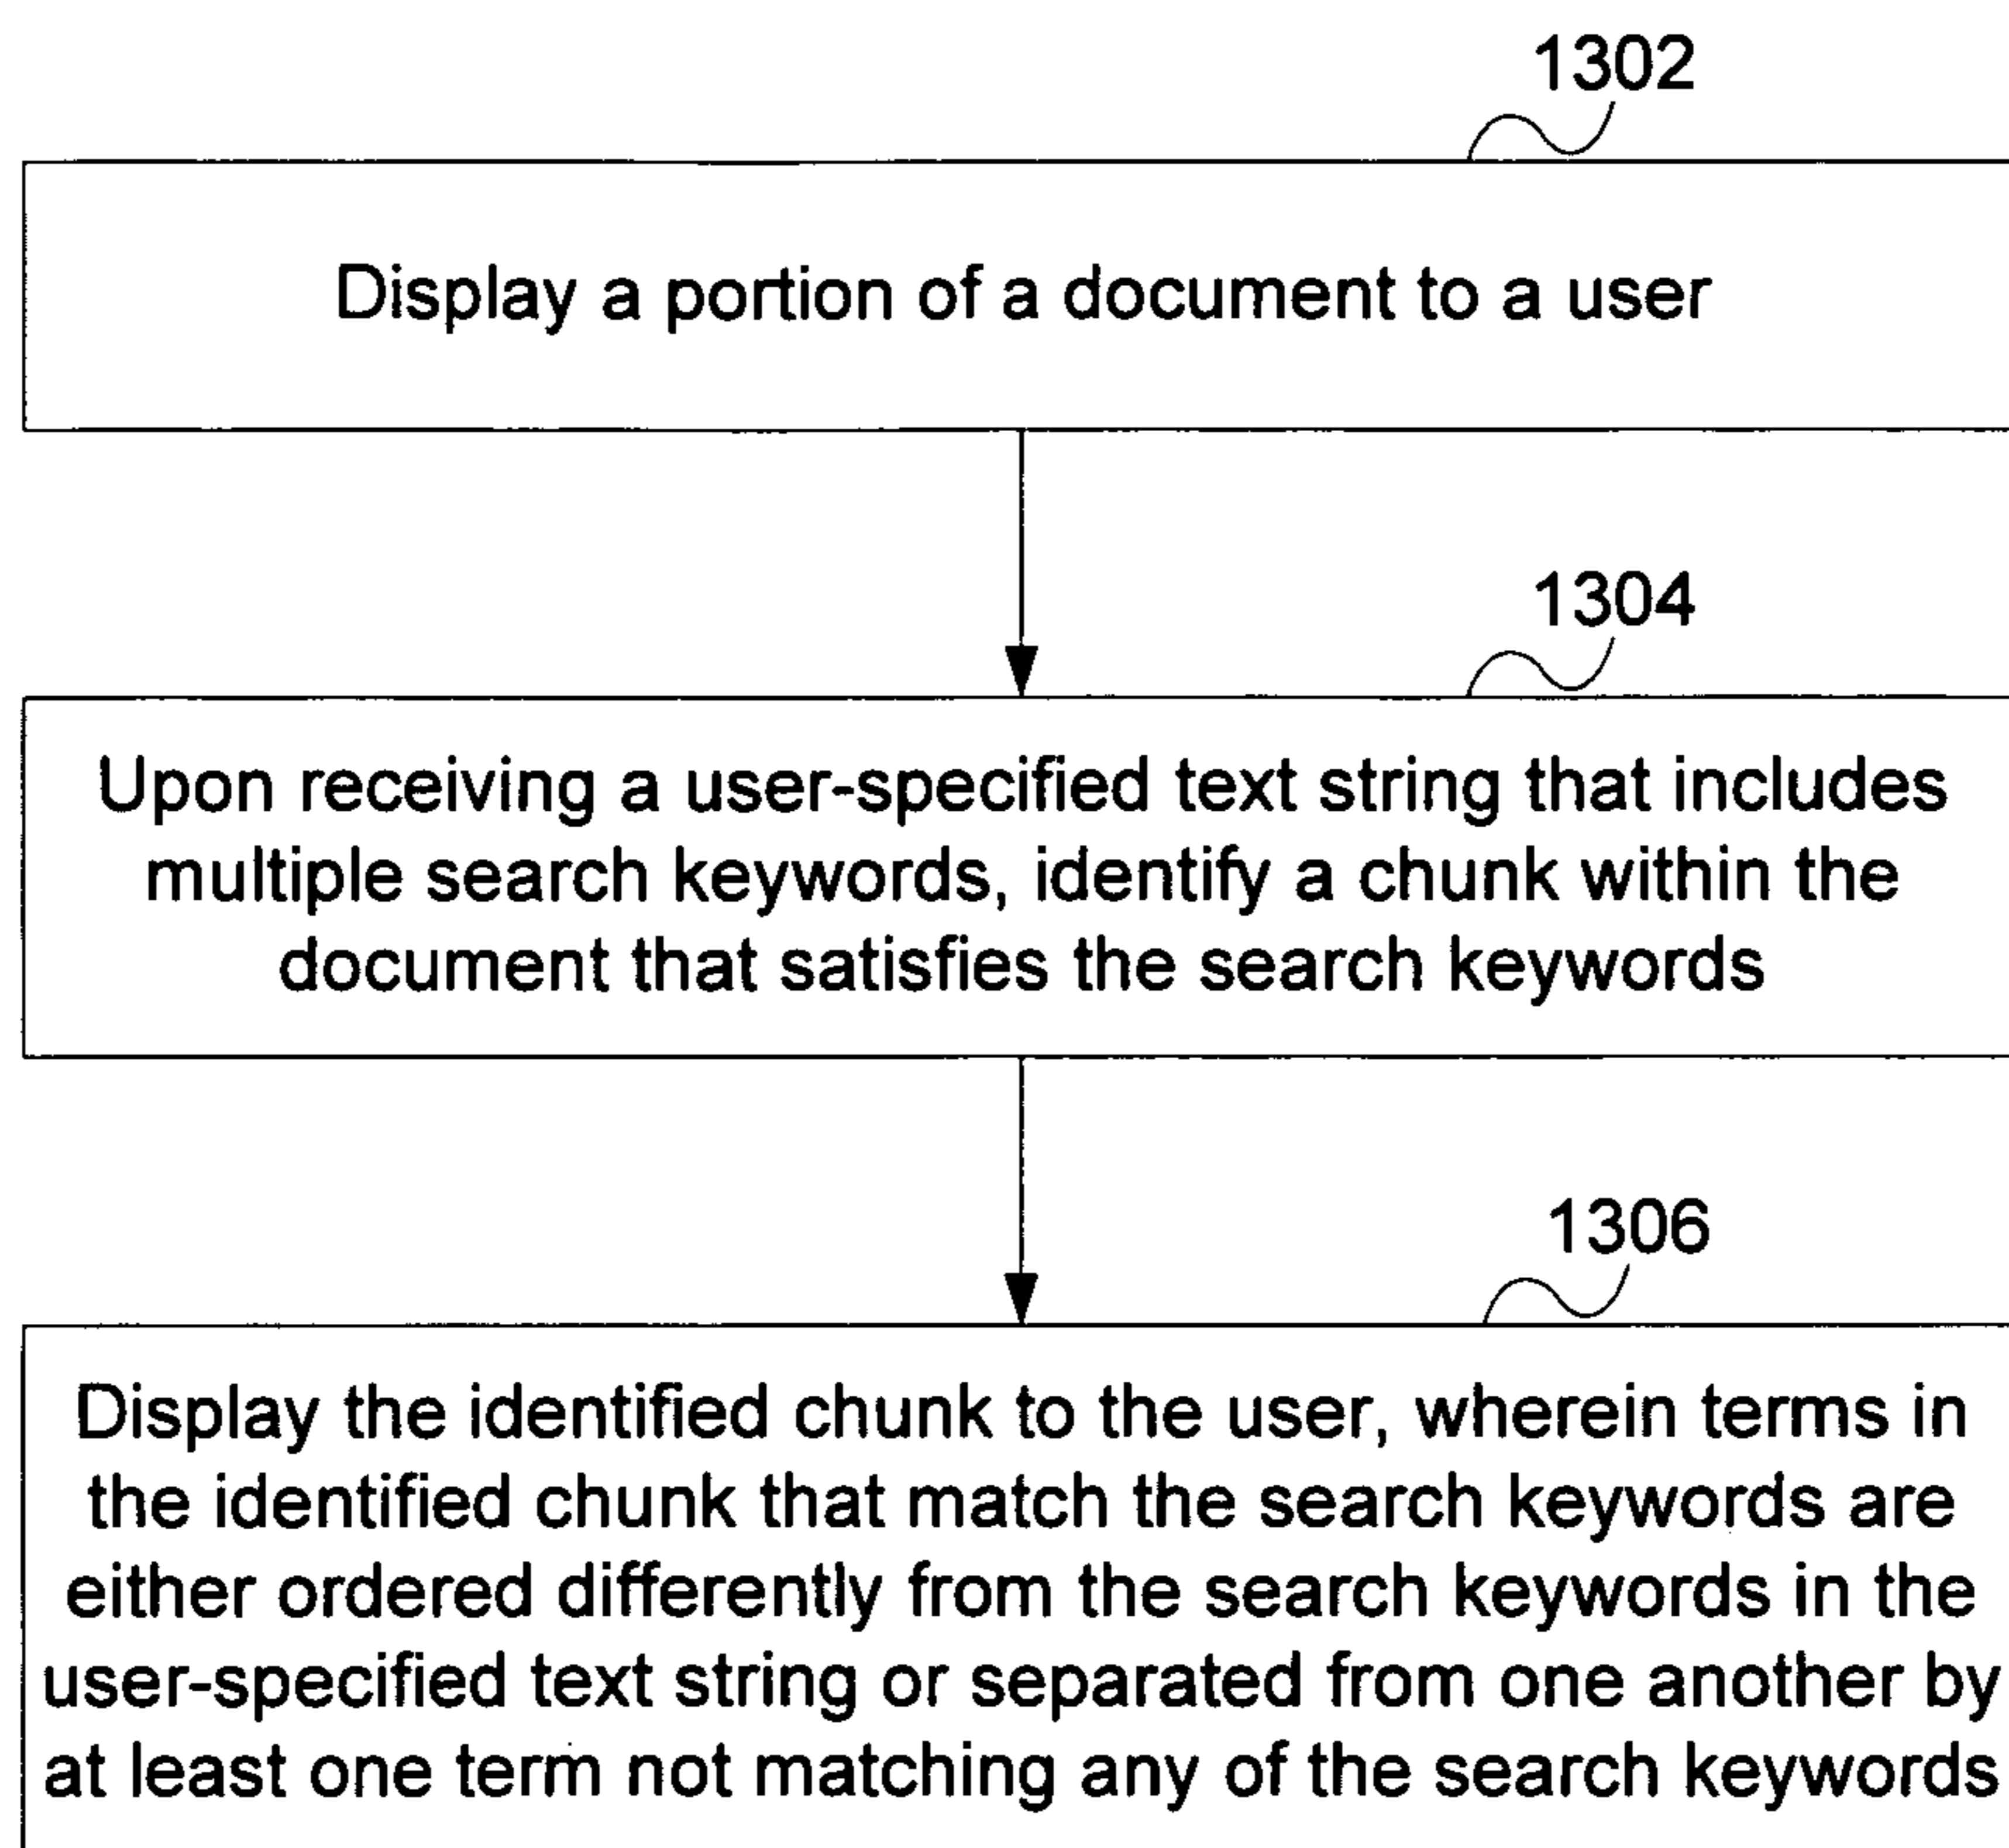 1302
Display a portion of a document to a user
1304
Upon receiving a user-specified text string that includes
multiple search keywords, identify a chunk within the
document that satisfies the search keywords
1306
Display the identified chunk to the user, wherein terms in
the identified chunk that match the search keywords are
either ordered differently from the search keywords in the
user-specified text string or separated from one another by
at least one term not matching any of the search keywords